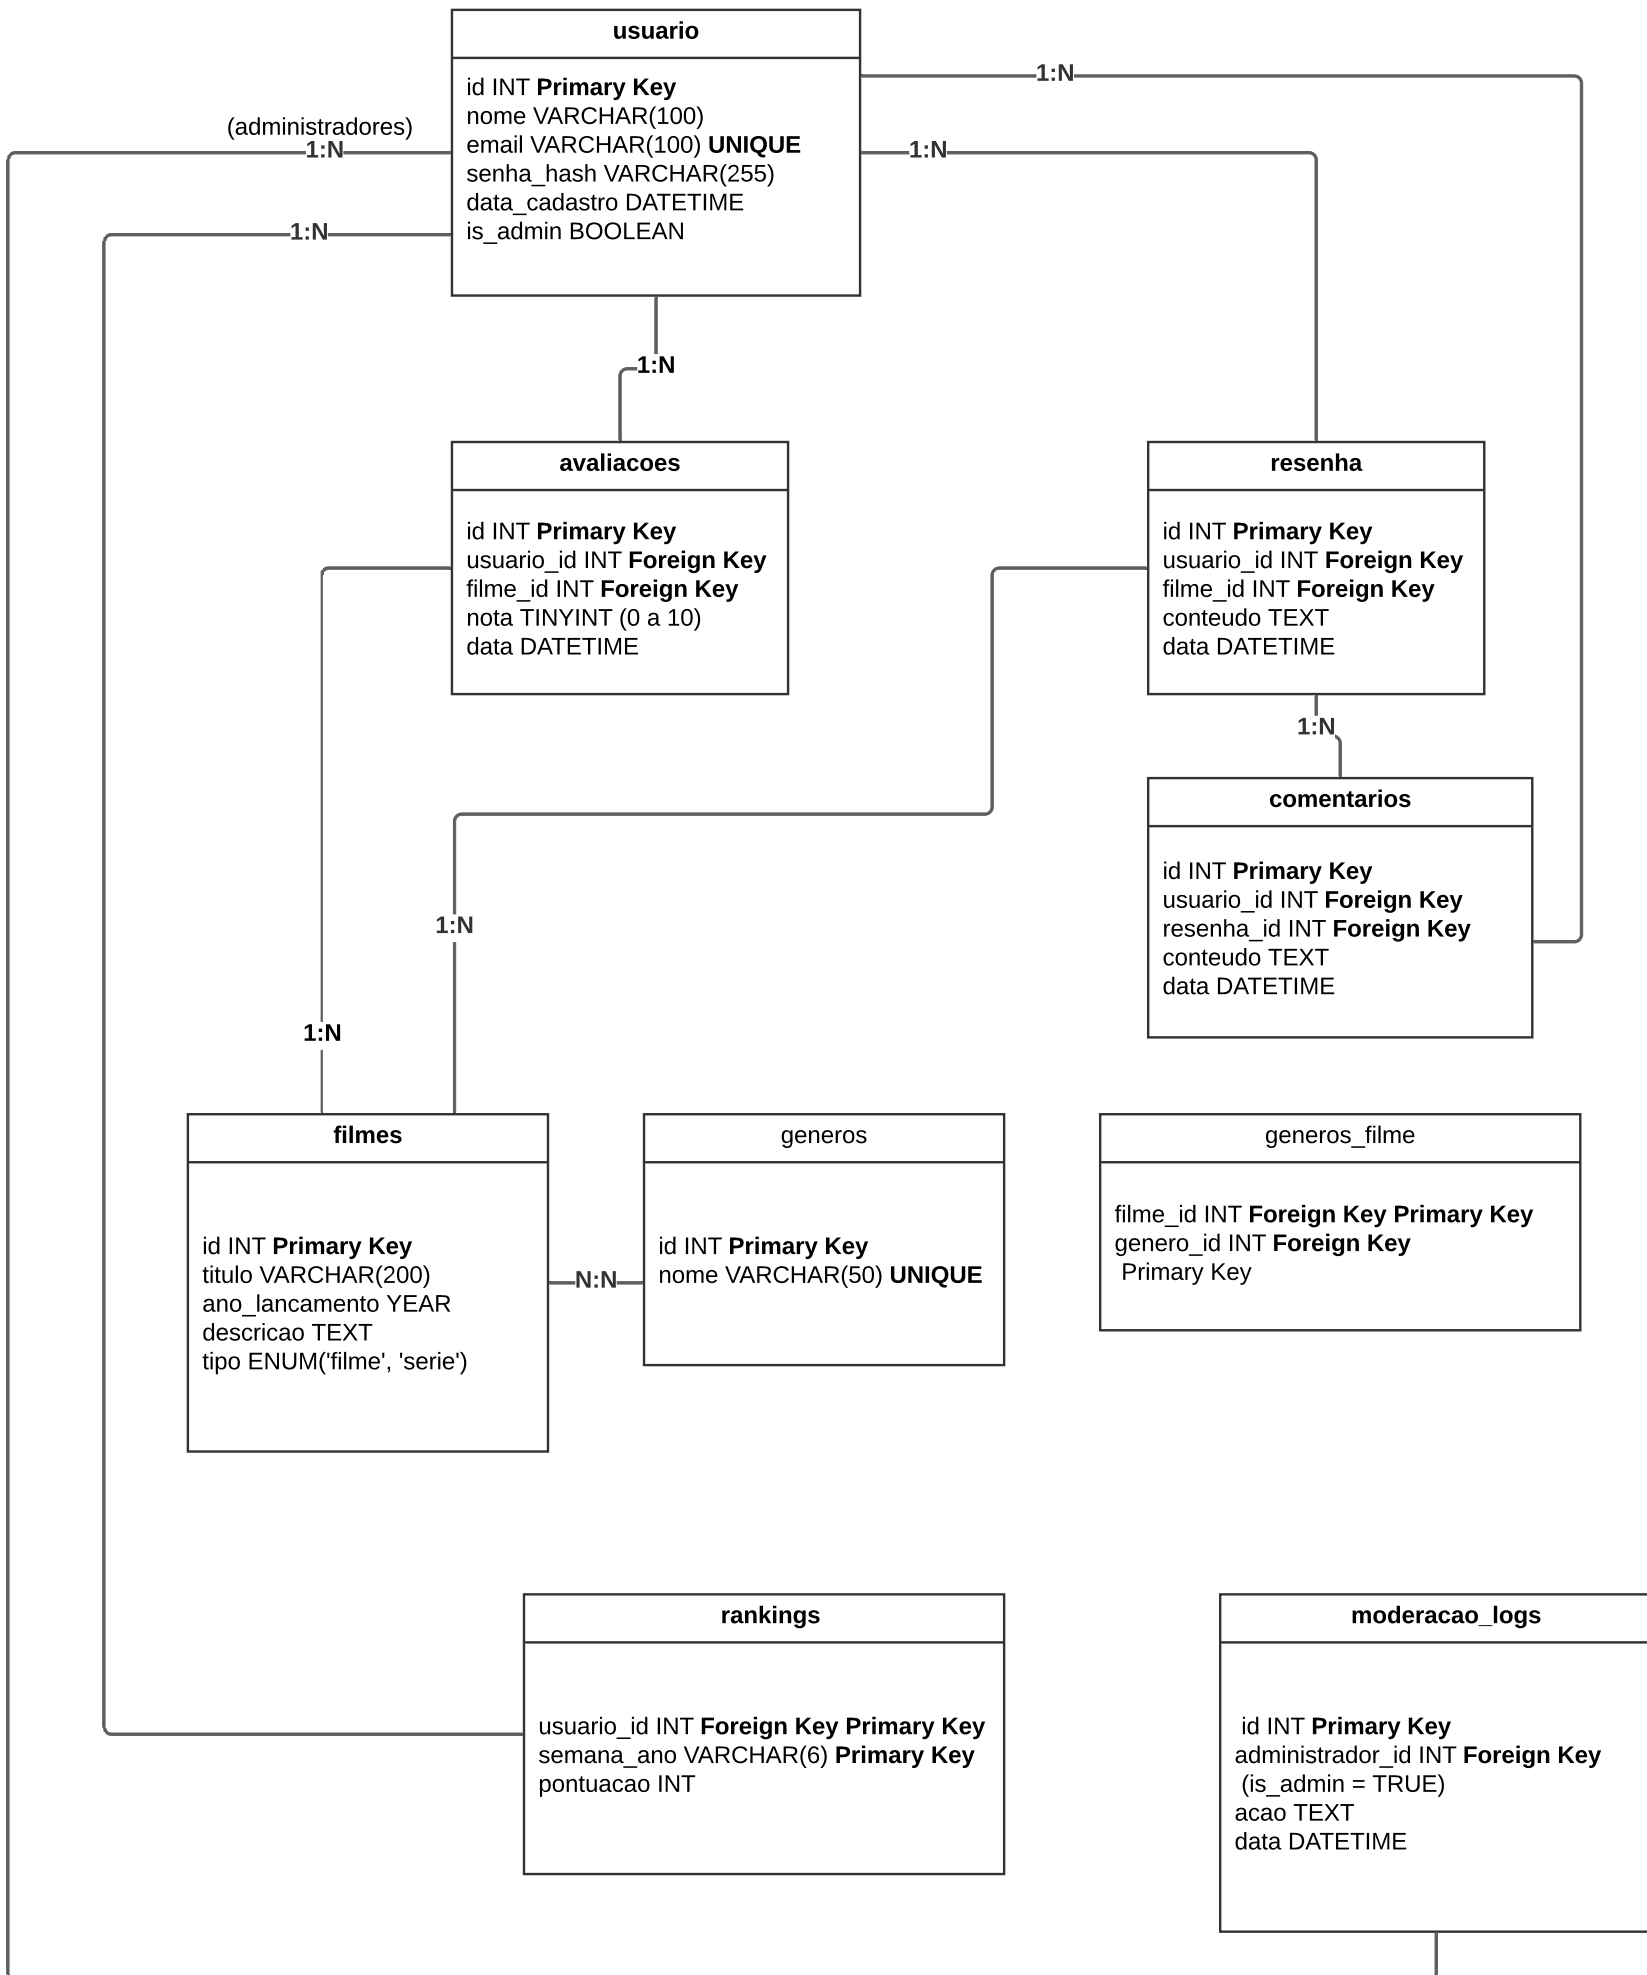 usuario
id INT Primary Key
nome VARCHAR(100)
email VARCHAR(100) UNIQUE
senha_hash VARCHAR(255)
data_cadastro DATETIME
is_admin BOOLEAN
1:N
(administradores)
1:N
1:N
1:N
1:N
avaliacoes
id INT Primary Key
usuario_id INT Foreign Key
filme_id INT Foreign Key
nota TINYINT (0 a 10)
data DATETIME
resenha
id INT Primary Key
usuario_id INT Foreign Key
filme_id INT Foreign Key
conteudo TEXT
data DATETIME
1:N
comentarios
id INT Primary Key
usuario_id INT Foreign Key
resenha_id INT Foreign Key
conteudo TEXT
data DATETIME
1:N
1:N
filmes
id INT Primary Key
titulo VARCHAR(200)
ano_lancamento YEAR
descricao TEXT
tipo ENUM('filme', 'serie')
N:N
generos
id INT Primary Key
nome VARCHAR(50) UNIQUE
generos_filme
filme_id INT Foreign Key Primary Key
genero_id INT Foreign Key
Primary Key
rankings
usuario_id INT Foreign Key Primary Key
semana_ano VARCHAR(6) Primary Key
pontuacao INT
moderacao_logs
id INT Primary Key
administrador_id INT Foreign Key
(is_admin = TRUE)
acao TEXT
data DATETIME